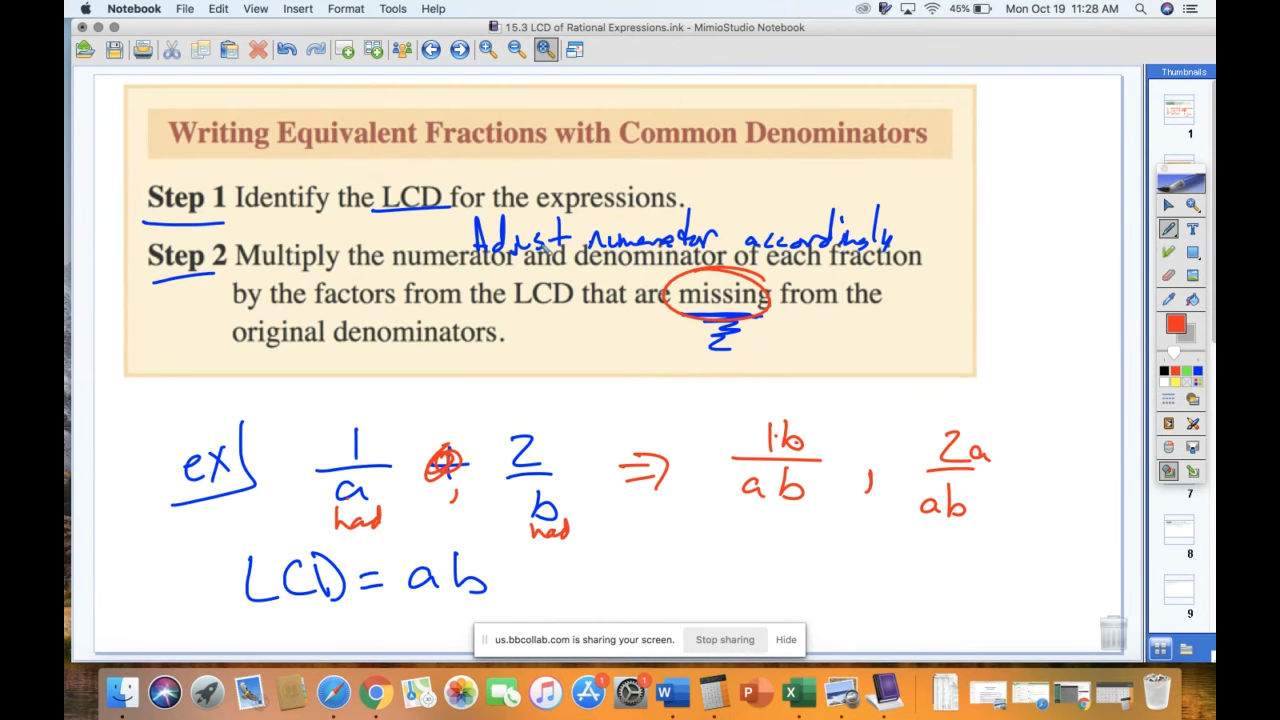 Notebook File Edit View Insert Format Tools Help 45% Mon Oct 19 11:28 AM
15.3 LCD of Rational Expressions.ink - MimioStudio Notebook
Thumbnails
Writing Equivalent Fractions with Common Denominators
Step 1 Identify the LCD for the expressions.
Adjust numerator accordingly
Step 2 Multiply the numerator and denominator of each fraction
by the factors from the LCD that are missing from the
original denominators.
ex) 1/a , 2/b ⇒ 1·b/ab , 2a/ab
had had
LCD = ab
1
7
8
9
us.bbcollab.com is sharing your screen. Stop sharing Hide